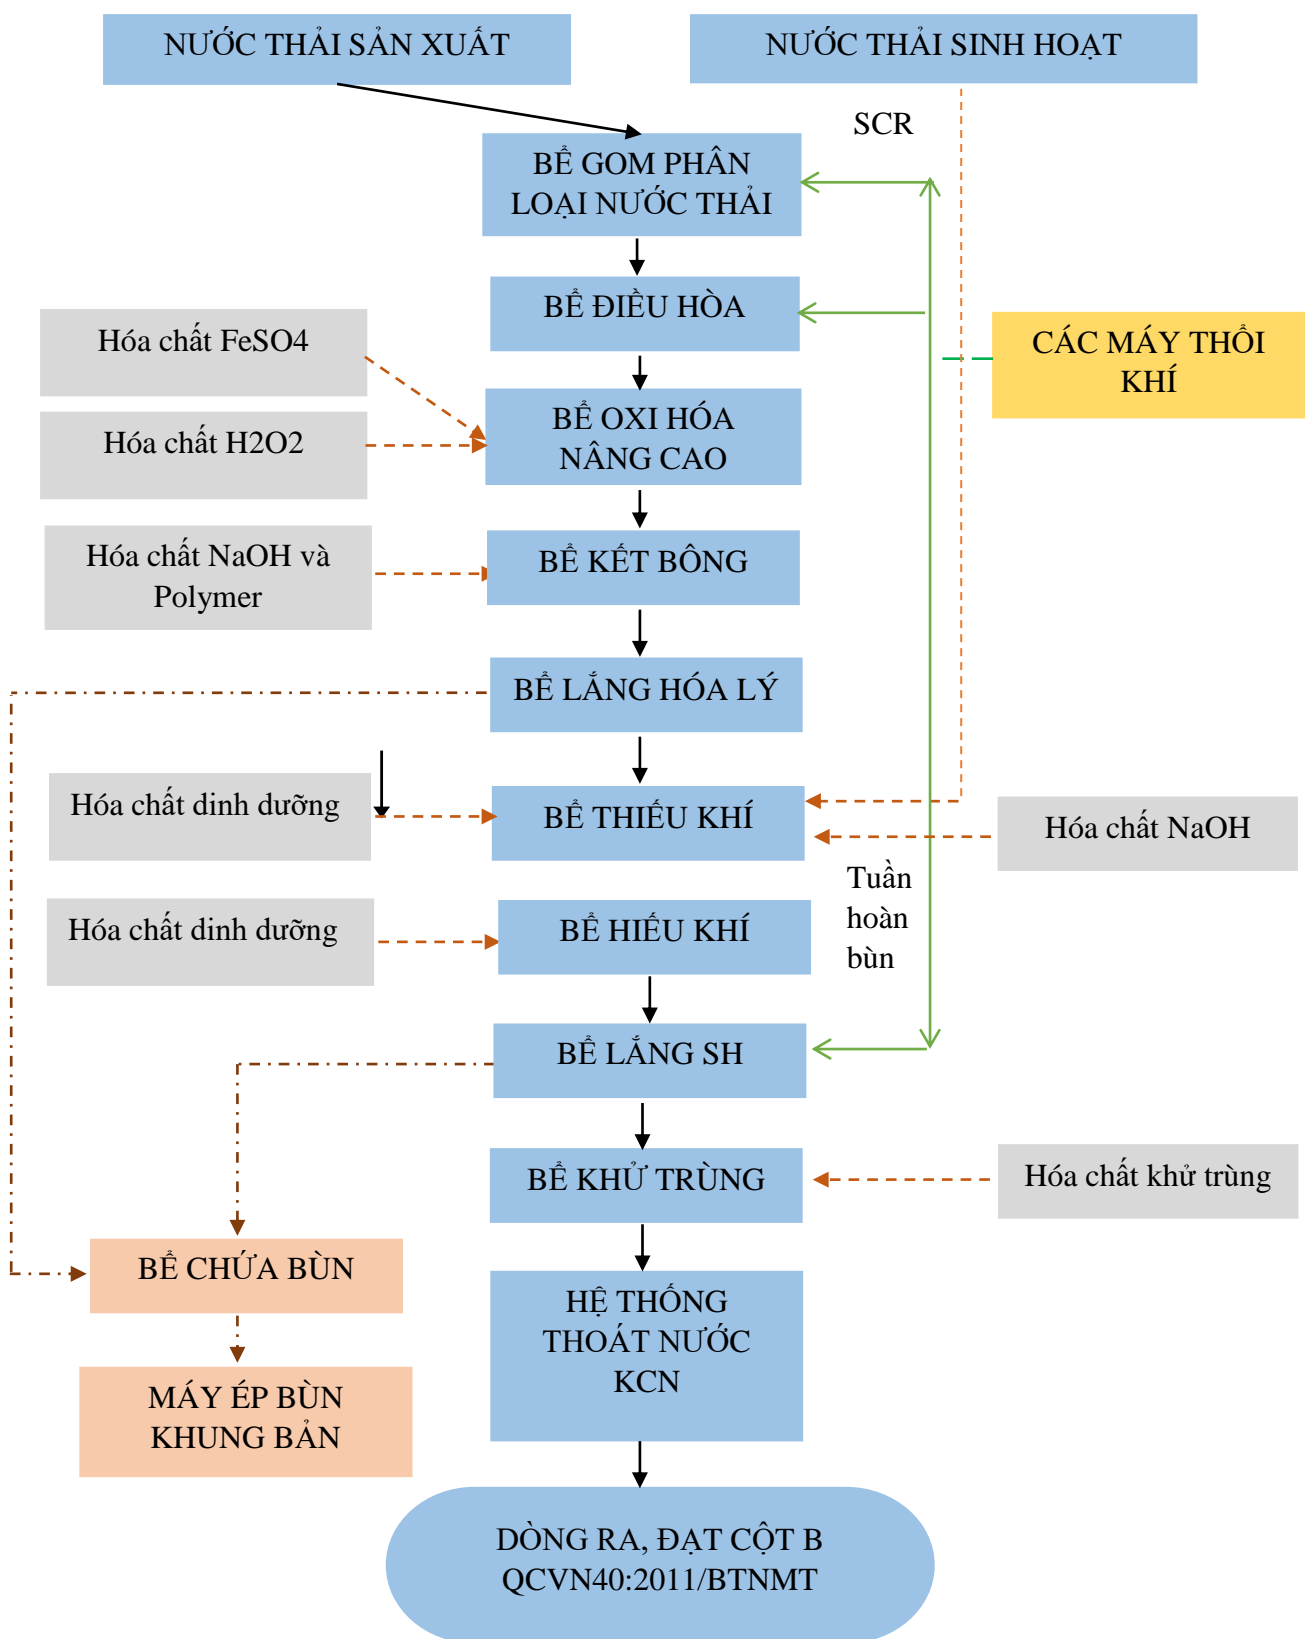 NƯỚC THẢI SẢN XUẤT
NƯỚC THẢI SINH HOẠT
SCR
BỂ GOM PHÂN
LOẠI NƯỚC THẢI
BỂ ĐIỀU HÒA
Hóa chất FeSO4
CÁC MÁY THỔI
KHÍ
BỂ OXI HÓA
NÂNG CAO
Hóa chất H2O2
BỂ KẾT BÔNG
Hóa chất NaOH và
Polymer
BỂ LẮNG HÓA LÝ
Hóa chất dinh dưỡng
BỂ THIẾU KHÍ
Hóa chất NaOH
Tuần
hoàn
bùn
Hóa chất dinh dưỡng
BỂ HIẾU KHÍ
BỂ LẮNG SH
BỂ KHỬ TRÙNG
Hóa chất khử trùng
BỂ CHỨA BÙN
HỆ THỐNG
THOÁT NƯỚC
KCN
MÁY ÉP BÙN
KHUNG BẢN
DÒNG RA, ĐẠT CỘT B
QCVN40:2011/BTNMT